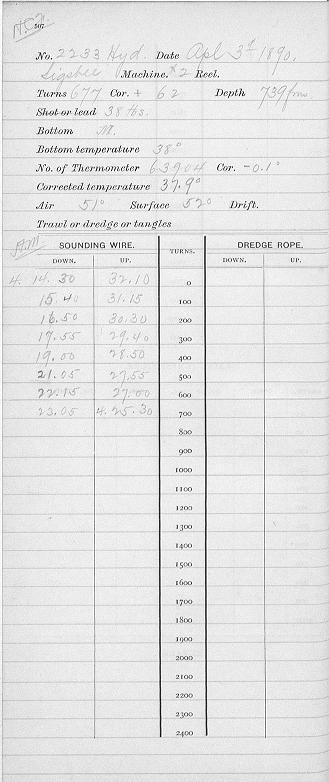 N.C.H.
507
No. 2233 Hyd. Date Apl 3d 1890.
Sigsbee Machine. #2 Reel.
Turns 677 Cor. + 62 Depth 739 fms
Shot or lead 38 lbs.
Bottom M.
Bottom temperature 38°
No. of Thermometer 63904 Cor. -0.1°
Corrected temperature 37.9°
Air 51° Surface 52° Drift.
Trawl or dredge or tangles
A.M. SOUNDING WIRE. TURNS. DREDGE ROPE.
DOWN. UP. DOWN. UP.
4. 14. 30 32.10 0
15. 40 31.15 100
16. 50 30.30 200
17. 55 29.40 300
19. 00 28.50 400
21. 05 27.55 500
22. 15 27.00 600
23. 05 4. 25. 30 700
800
900
1000
1100
1200
1300
1400
1500
1600
1700
1800
1900
2000
2100
2200
2300
2400